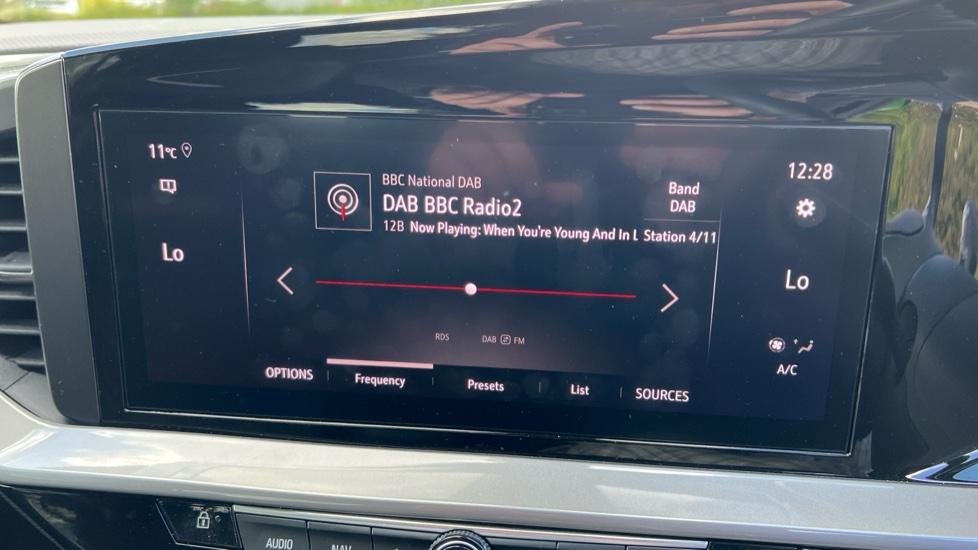 11°C
12:28
BBC National DAB
DAB BBC Radio2
12B Now Playing: When You're Young And In L Station 4/11
Band
DAB
Lo
Lo
RDS DAB FM
A/C
OPTIONS Frequency Presets List SOURCES
AUDIO NAV